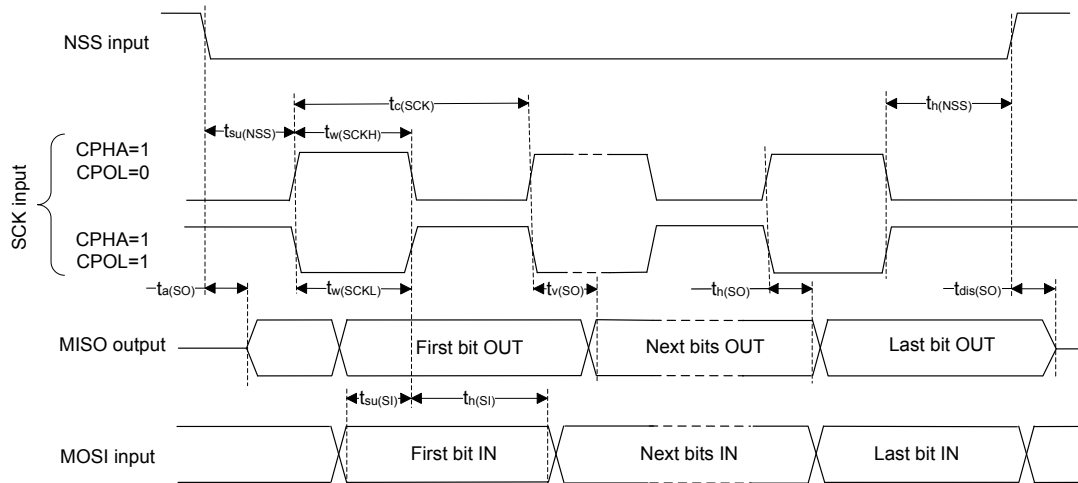 NSS input
tc(SCK)
th(NSS)
tsu(NSS)
tw(SCKH)
SCK input
CPHA=1
CPOL=0
CPHA=1
CPOL=1
ta(SO)
tw(SCKL)
tv(SO)
th(SO)
tdis(SO)
MISO output
First bit OUT
Next bits OUT
Last bit OUT
tsu(SI)
th(SI)
MOSI input
First bit IN
Next bits IN
Last bit IN